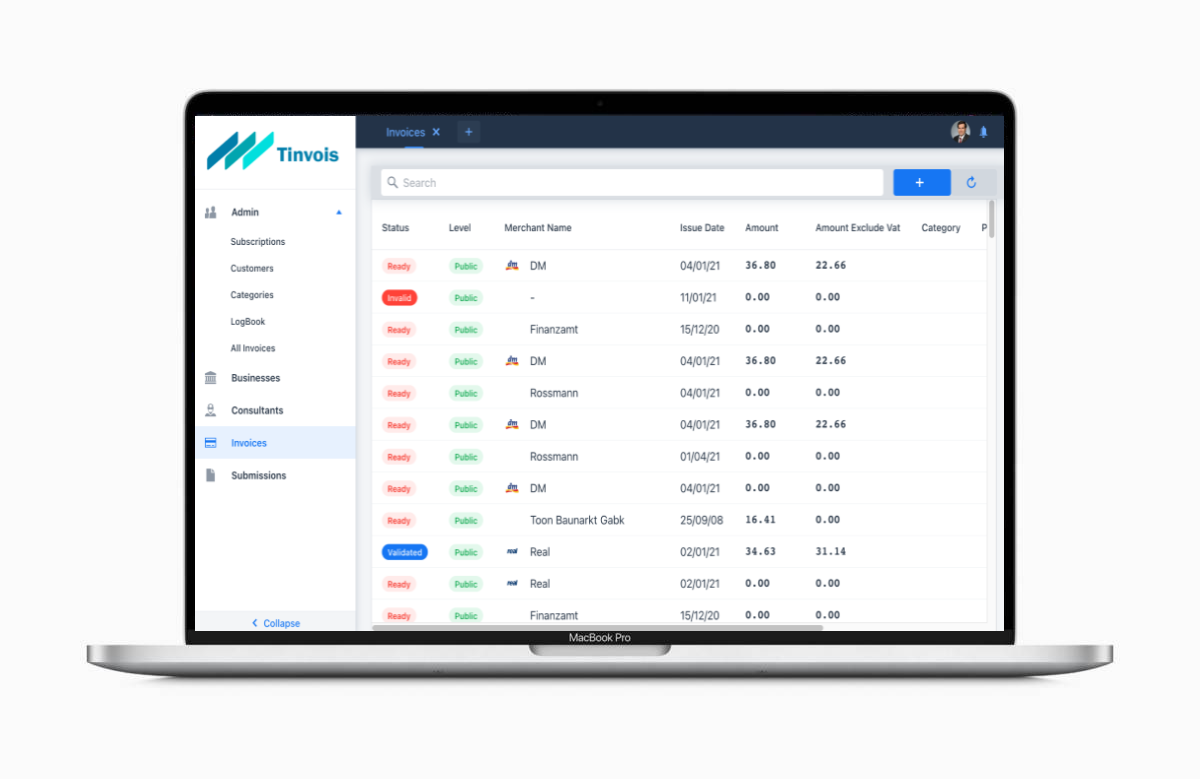 Tinvois
Invoices ×
+
Search
+
Admin
Subscriptions
Customers
Categories
LogBook
All Invoices
Businesses
Consultants
Invoices
Submissions
Collapse
Status Level Merchant Name Issue Date Amount Amount Exclude Vat Category P
Ready Public dm DM 04/01/21 36.80 22.66
Invalid Public - 11/01/21 0.00 0.00
Ready Public Finanzamt 15/12/20 0.00 0.00
Ready Public dm DM 04/01/21 36.80 22.66
Ready Public Rossmann 04/01/21 0.00 0.00
Ready Public dm DM 04/01/21 36.80 22.66
Ready Public Rossmann 01/04/21 0.00 0.00
Ready Public dm DM 04/01/21 0.00 0.00
Ready Public Toon Baunarkt Gabk 25/09/08 16.41 0.00
Validated Public real Real 02/01/21 34.63 31.14
Ready Public real Real 02/01/21 0.00 0.00
Ready Public Finanzamt 15/12/20 0.00 0.00
MacBook Pro